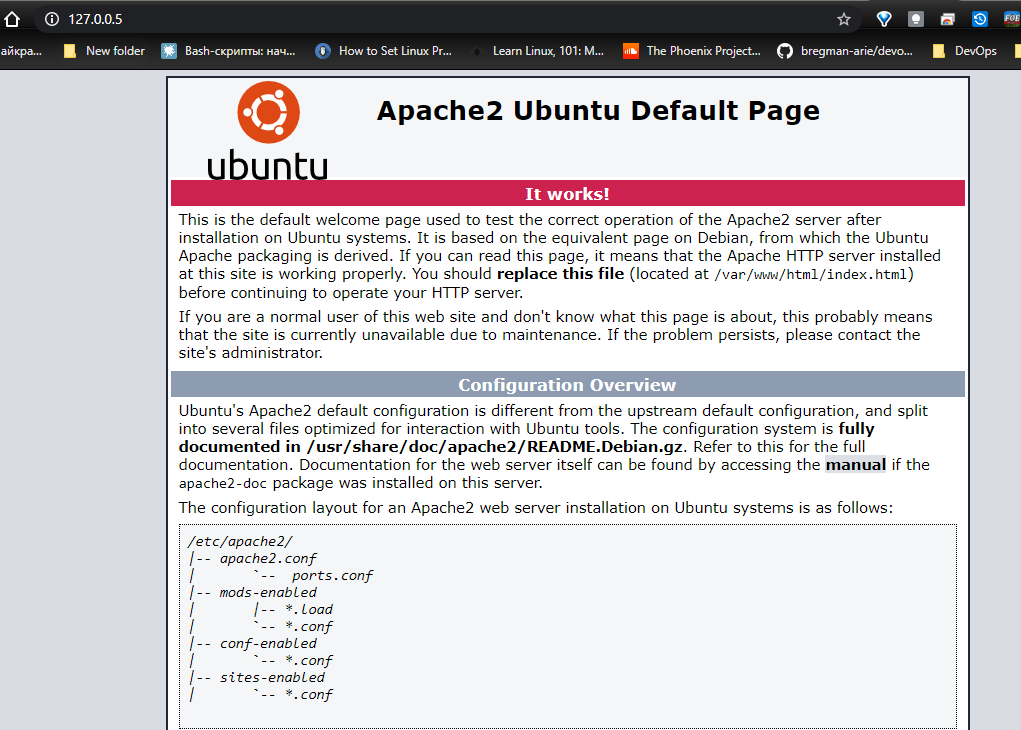 127.0.0.5
айкра... New folder Bash-скрипты: нач... How to Set Linux Pr... Learn Linux, 101: M... The Phoenix Project... bregman-arie/devo... DevOps
Apache2 Ubuntu Default Page
ubuntu
It works!
This is the default welcome page used to test the correct operation of the Apache2 server after
installation on Ubuntu systems. It is based on the equivalent page on Debian, from which the Ubuntu
Apache packaging is derived. If you can read this page, it means that the Apache HTTP server installed
at this site is working properly. You should replace this file (located at /var/www/html/index.html)
before continuing to operate your HTTP server.
If you are a normal user of this web site and don't know what this page is about, this probably means
that the site is currently unavailable due to maintenance. If the problem persists, please contact the
site's administrator.
Configuration Overview
Ubuntu's Apache2 default configuration is different from the upstream default configuration, and split
into several files optimized for interaction with Ubuntu tools. The configuration system is fully
documented in /usr/share/doc/apache2/README.Debian.gz. Refer to this for the full
documentation. Documentation for the web server itself can be found by accessing the manual if the
apache2-doc package was installed on this server.
The configuration layout for an Apache2 web server installation on Ubuntu systems is as follows:
/etc/apache2/
|-- apache2.conf
|       `--  ports.conf
|-- mods-enabled
|       |-- *.load
|       `-- *.conf
|-- conf-enabled
|       `-- *.conf
|-- sites-enabled
|       `-- *.conf